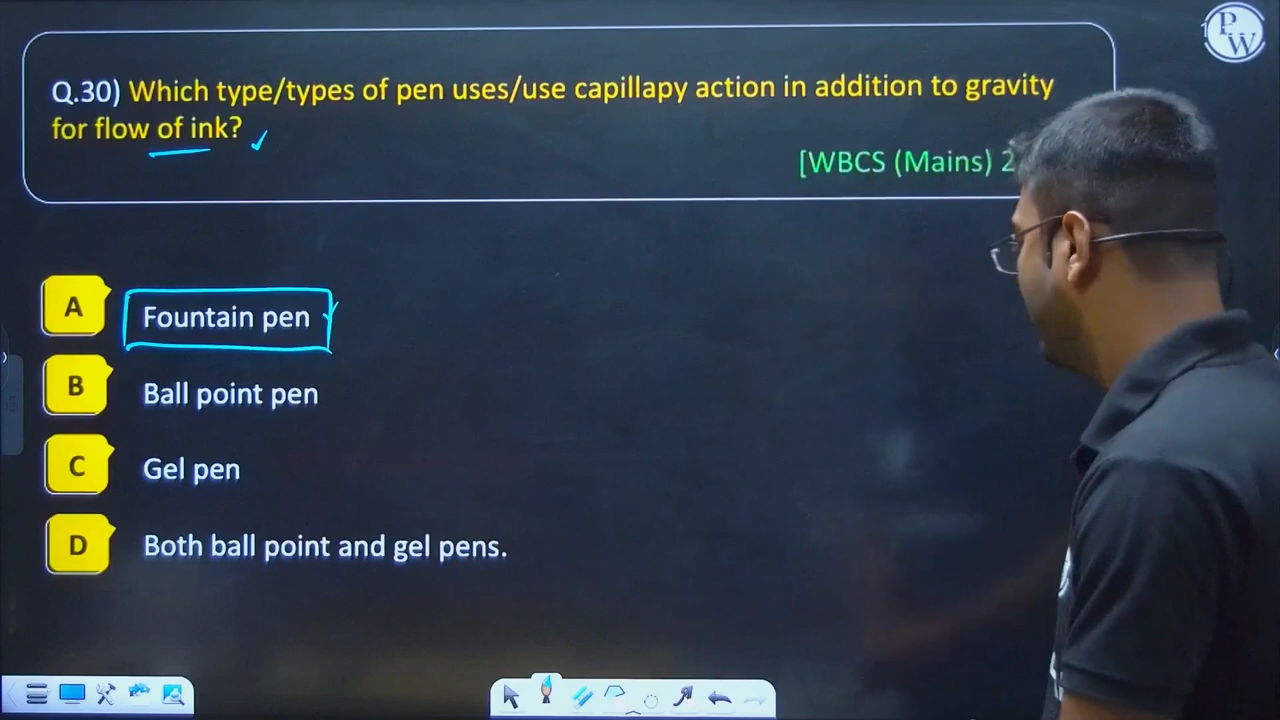 PW
Q.30) Which type/types of pen uses/use capillapy action in addition to gravity
for flow of ink?
[WBCS (Mains) 2
A Fountain pen
B Ball point pen
C Gel pen
D Both ball point and gel pens.